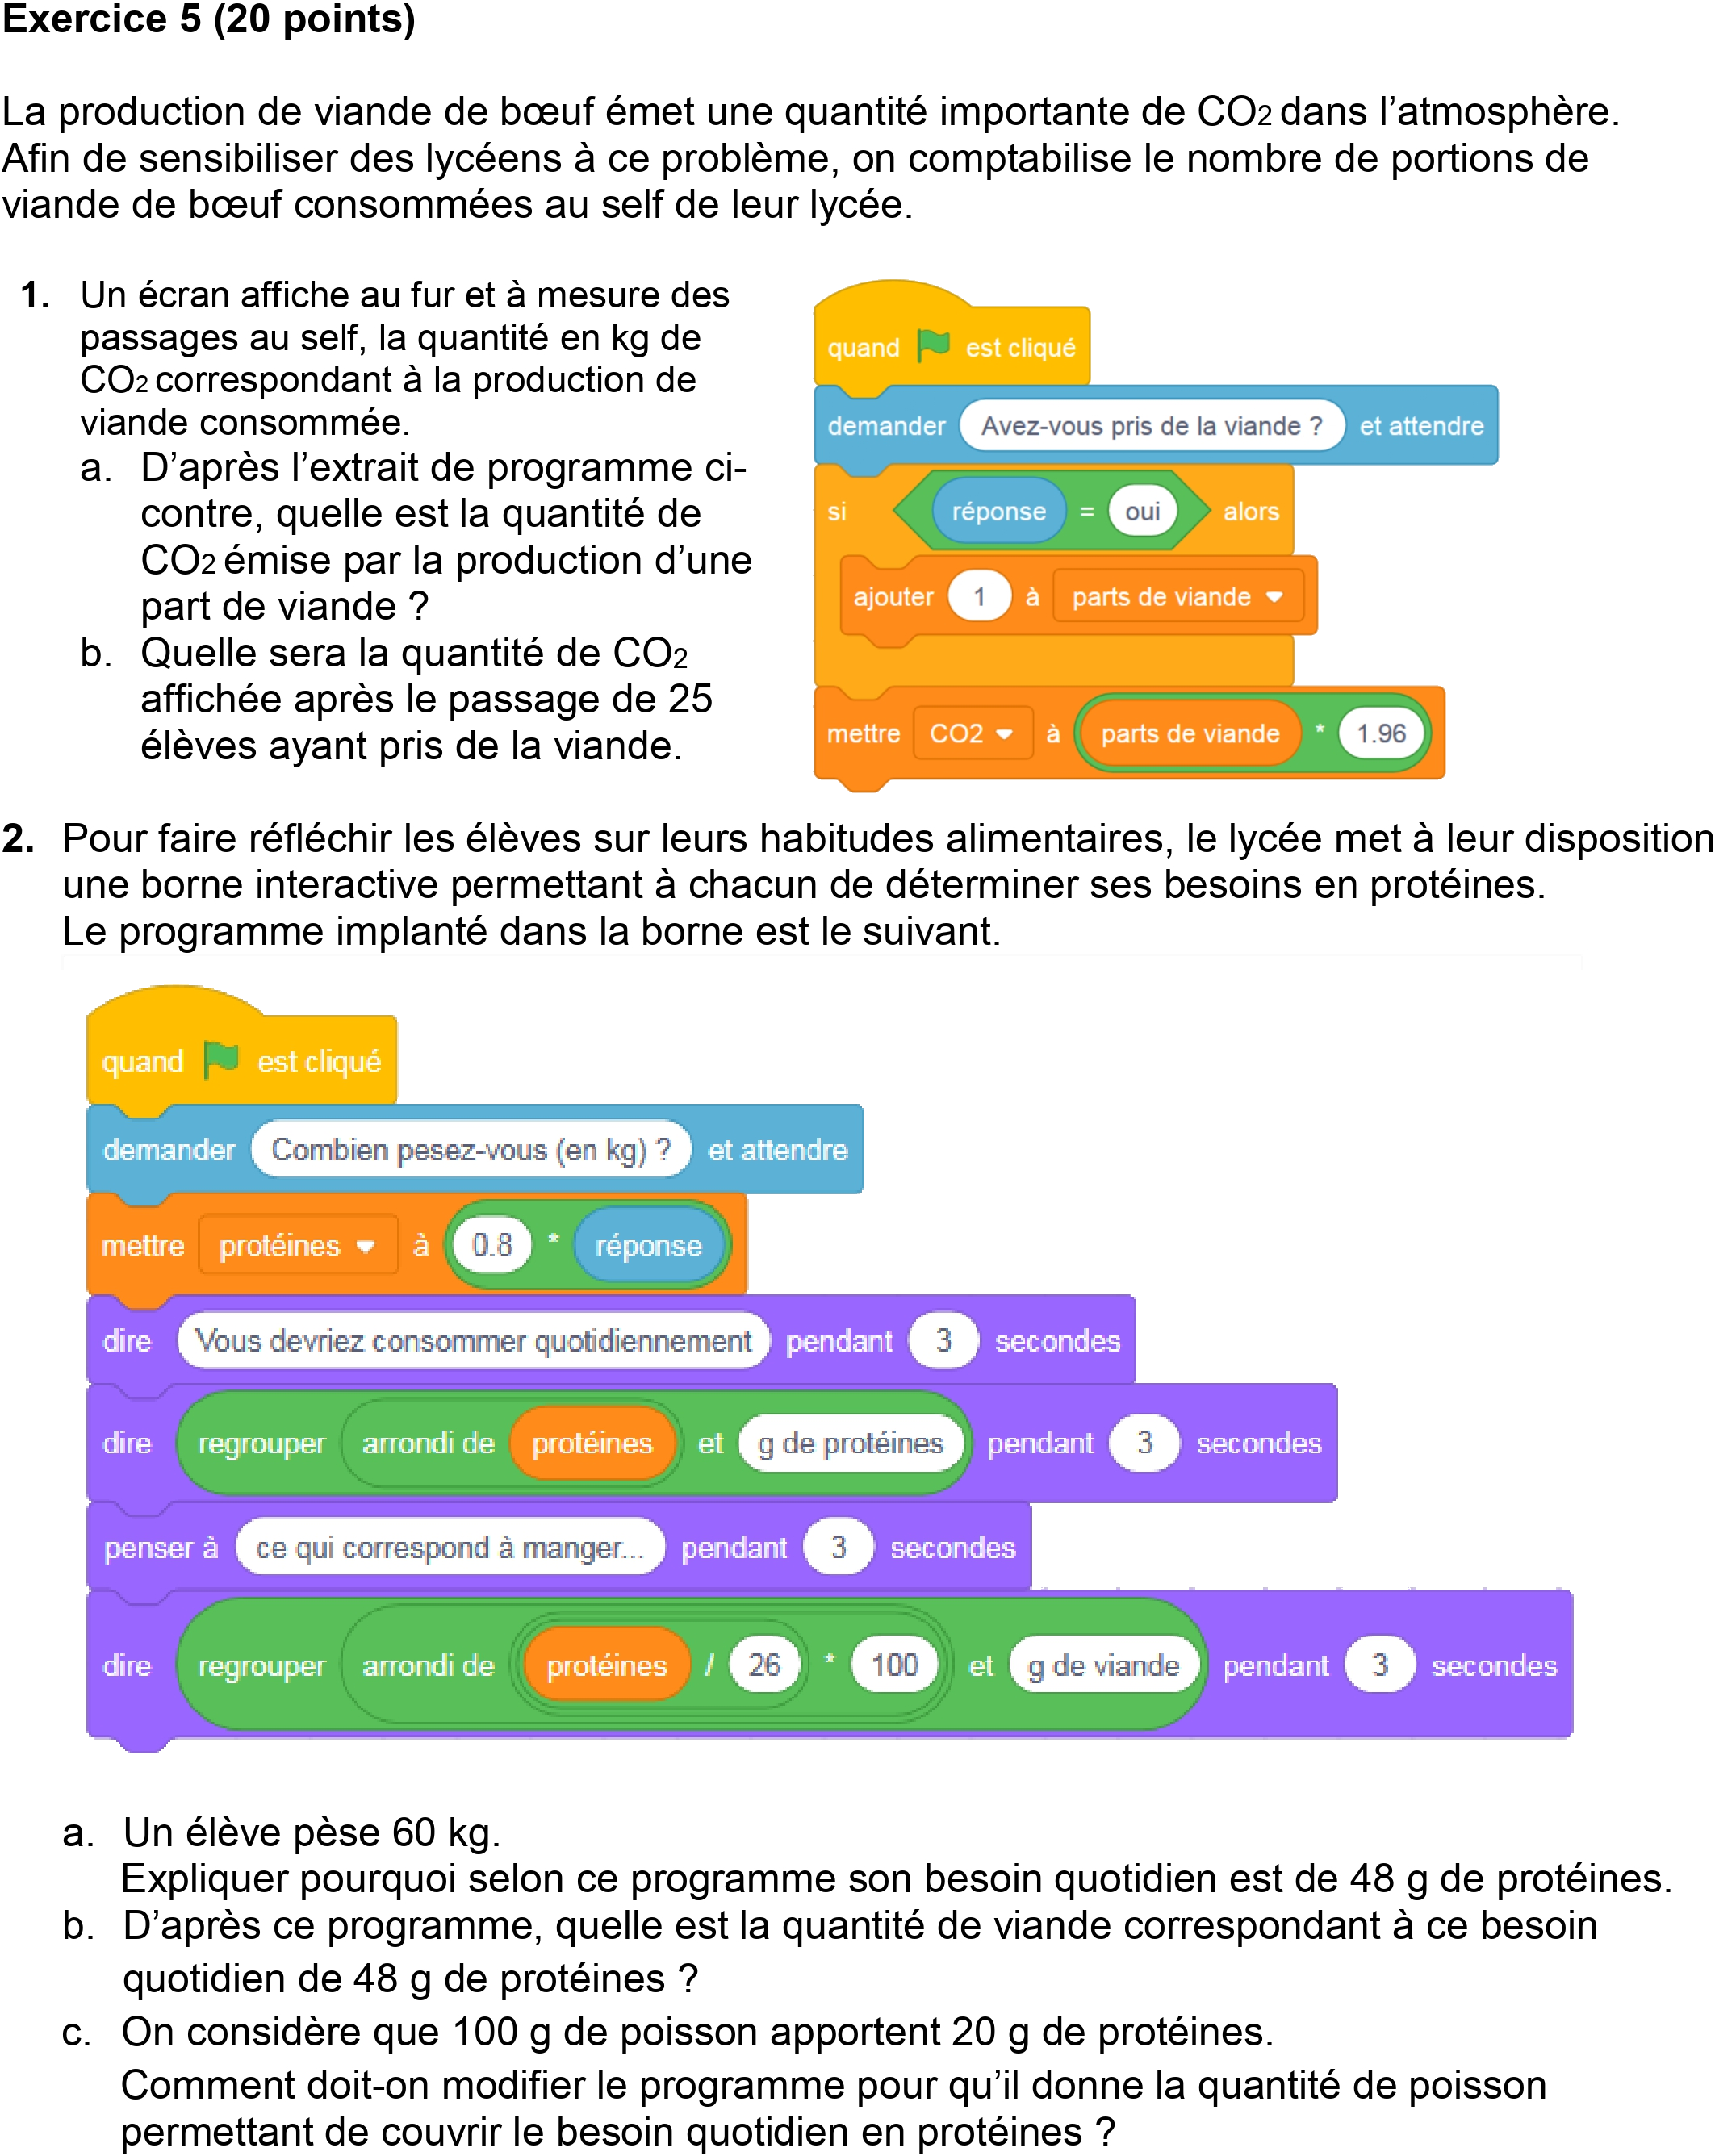 Exercice 5 (20 points)
La production de viande de bœuf émet une quantité importante de CO2 dans l’atmosphère.
Afin de sensibiliser des lycéens à ce problème, on comptabilise le nombre de portions de
viande de bœuf consommées au self de leur lycée.
1. Un écran affiche au fur et à mesure des
passages au self, la quantité en kg de
CO2 correspondant à la production de
viande consommée.
a. D’après l’extrait de programme ci-
contre, quelle est la quantité de
CO2 émise par la production d’une
part de viande ?
b. Quelle sera la quantité de CO2
affichée après le passage de 25
élèves ayant pris de la viande.
quand est cliqué
demander Avez-vous pris de la viande ? et attendre
si réponse = oui alors
ajouter 1 à parts de viande
mettre CO2 à parts de viande * 1.96
2. Pour faire réfléchir les élèves sur leurs habitudes alimentaires, le lycée met à leur disposition
une borne interactive permettant à chacun de déterminer ses besoins en protéines.
Le programme implanté dans la borne est le suivant.
quand est cliqué
demander Combien pesez-vous (en kg) ? et attendre
mettre protéines à 0.8 * réponse
dire Vous devriez consommer quotidiennement pendant 3 secondes
dire regrouper arrondi de protéines et g de protéines pendant 3 secondes
penser à ce qui correspond à manger... pendant 3 secondes
dire regrouper arrondi de protéines / 26 * 100 et g de viande pendant 3 secondes
a. Un élève pèse 60 kg.
Expliquer pourquoi selon ce programme son besoin quotidien est de 48 g de protéines.
b. D’après ce programme, quelle est la quantité de viande correspondant à ce besoin
quotidien de 48 g de protéines ?
c. On considère que 100 g de poisson apportent 20 g de protéines.
Comment doit-on modifier le programme pour qu’il donne la quantité de poisson
permettant de couvrir le besoin quotidien en protéines ?